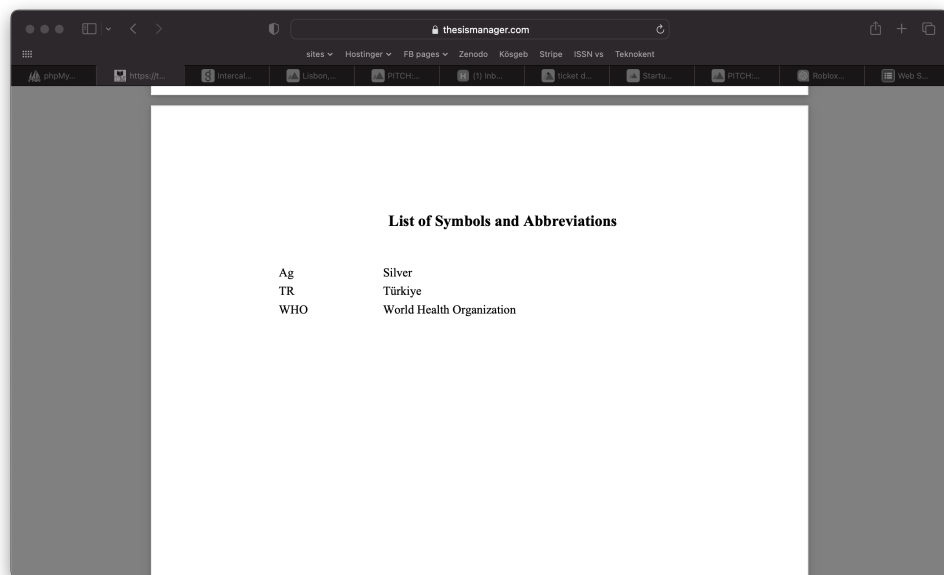 thesismanager.com
sites Hostinger FB pages Zenodo Kösgeb Stripe ISSN vs Teknokent
phpMy... https://t... Intercal... Lisbon,... PITCH:... (1) Inb... ticket d... Startu... PITCH:... Roblox... Web S...
List of Symbols and Abbreviations
Ag Silver
TR Türkiye
WHO World Health Organization